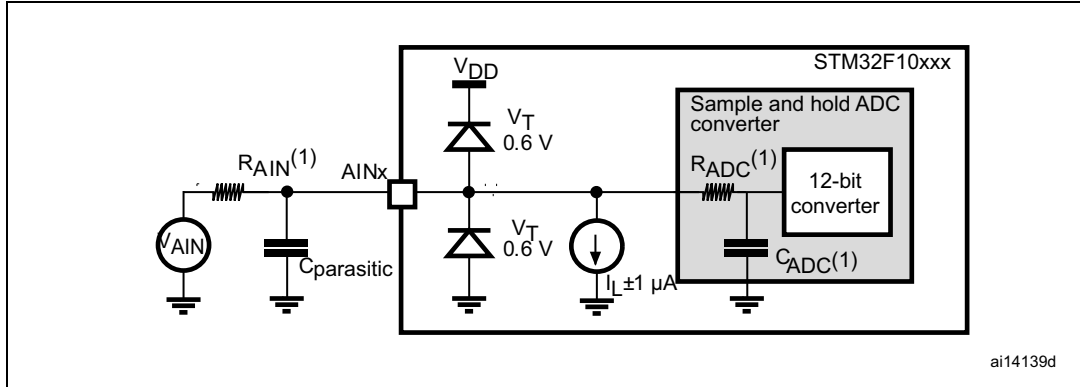 STM32F10xxx
VDD
Sample and hold ADC
converter
VT
0.6 V
RAIN(1)
AINx
RADC(1)
12-bit
converter
VAIN
Cparasitic
VT
0.6 V
IL±1 µA
CADC(1)
ai14139d